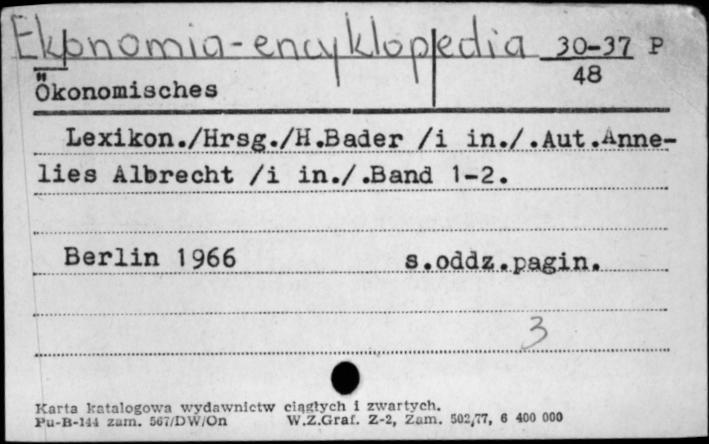 Ekonomia-encyklopedia 30-37 P
48
Ökonomisches
Lexikon./Hrsg./H.Bader /i in./.Aut.Anne-
lies Albrecht /i in./.Band 1-2.
Berlin 1966 s.oddz.pagin.
3
Karta katalogowa wydawnictw ciągłych i zwartych.
Pu-B-144 zam. 567/DW/On W.Z.Graf. Z-2, Zam. 502/77, 6 400 000